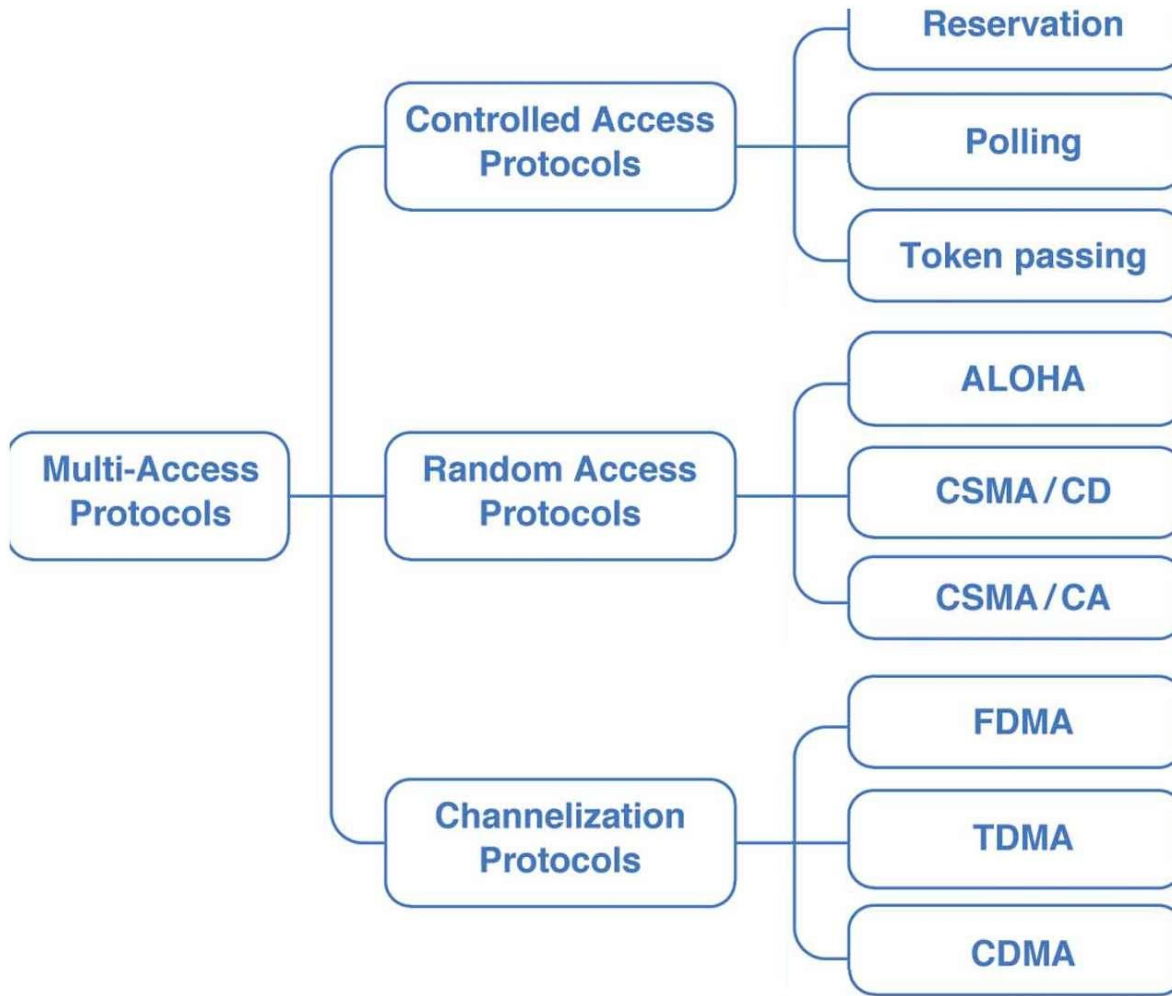 Reservation
Controlled Access
Protocols
Polling
Token passing
ALOHA
Multi-Access
Protocols
Random Access
Protocols
CSMA / CD
CSMA / CA
FDMA
Channelization
Protocols
TDMA
CDMA